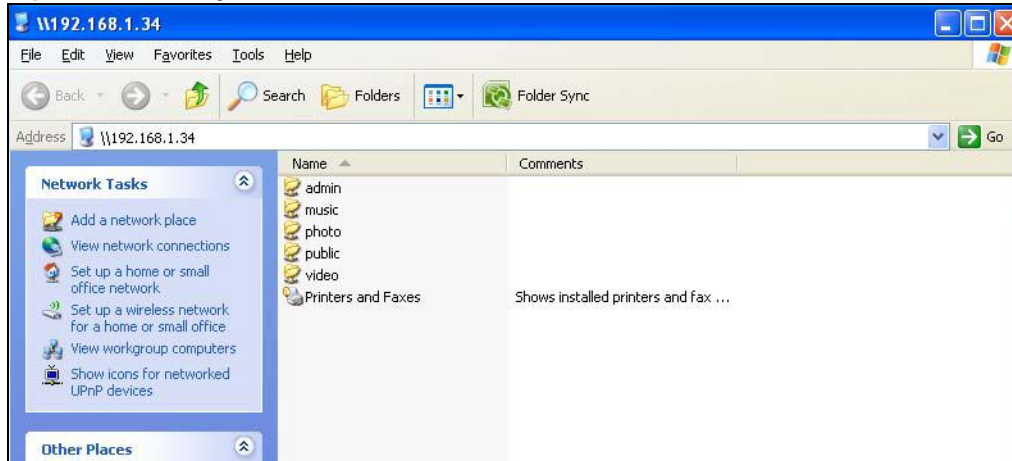 \\192.168.1.34
File Edit View Favorites Tools Help
Back Search Folders Folder Sync
Address \\192.168.1.34 Go
Name Comments
Network Tasks
Add a network place
View network connections
Set up a home or small
office network
Set up a wireless network
for a home or small office
View workgroup computers
Show icons for networked
UPnP devices
Other Places
admin
music
photo
public
video
Printers and Faxes Shows installed printers and fax ...